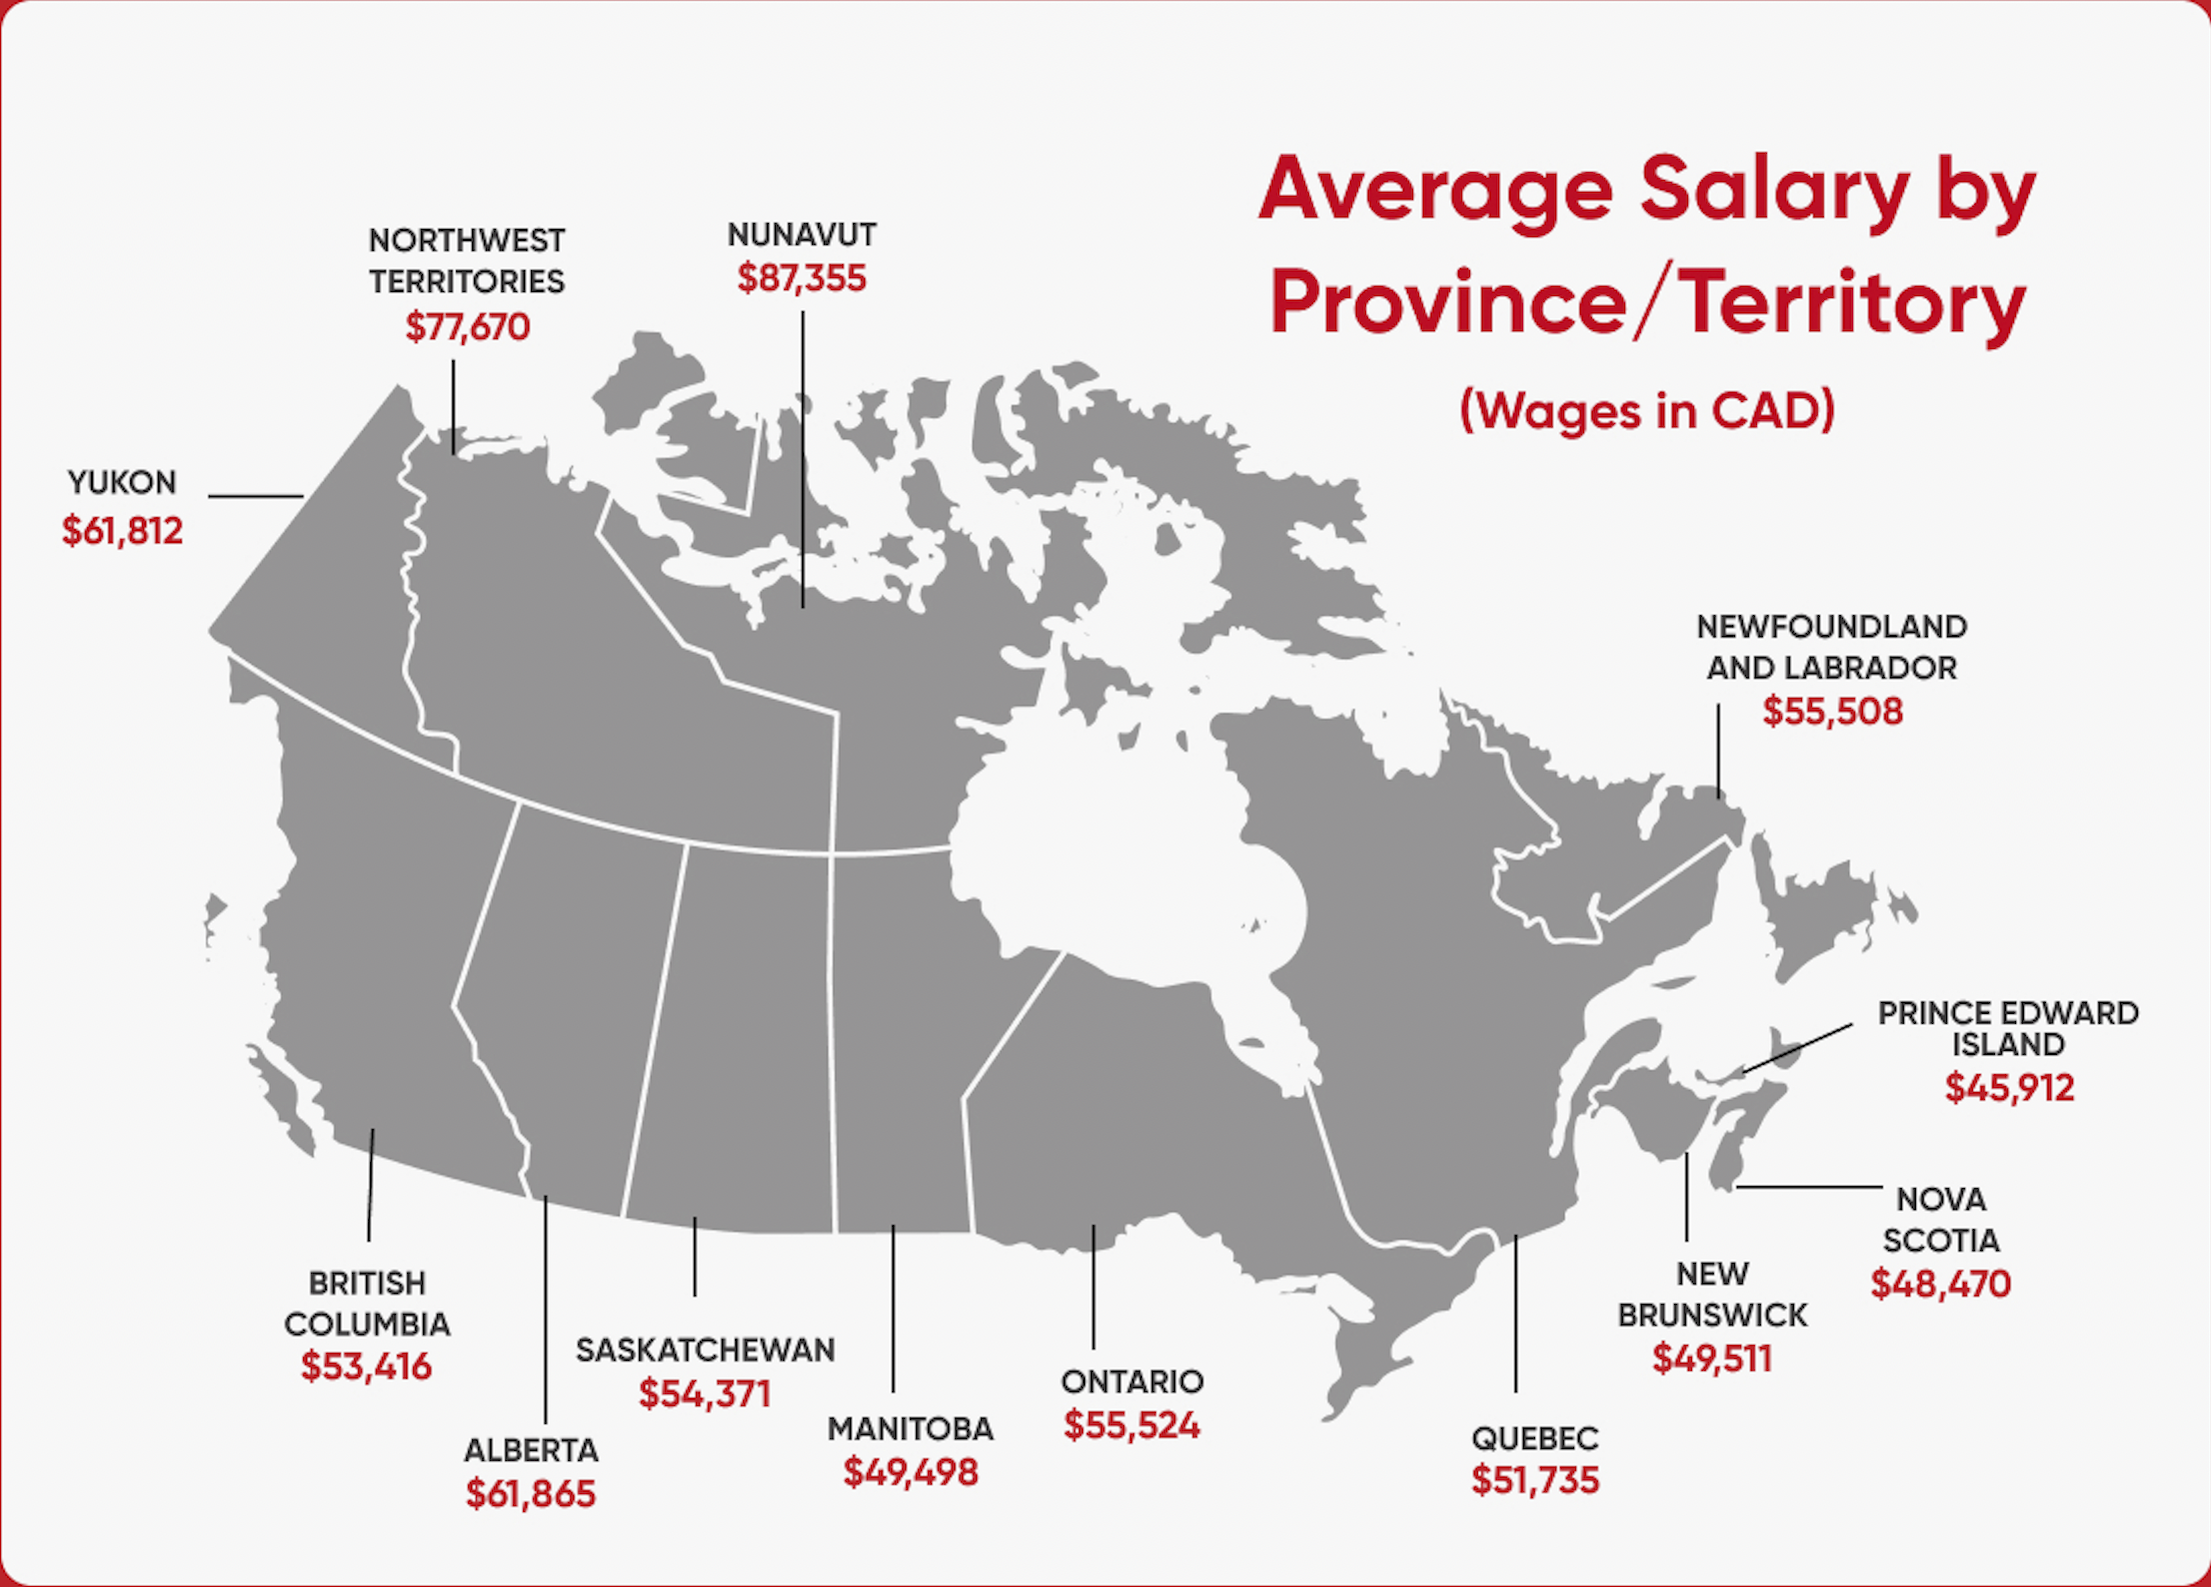 Average Salary by
Province/Territory
(Wages in CAD)
NORTHWEST
TERRITORIES
$77,670
NUNAVUT
$87,355
YUKON
$61,812
NEWFOUNDLAND
AND LABRADOR
$55,508
PRINCE EDWARD
ISLAND
$45,912
NOVA
SCOTIA
$48,470
NEW
BRUNSWICK
$49,511
BRITISH
COLUMBIA
$53,416
ALBERTA
$61,865
SASKATCHEWAN
$54,371
MANITOBA
$49,498
ONTARIO
$55,524
QUEBEC
$51,735